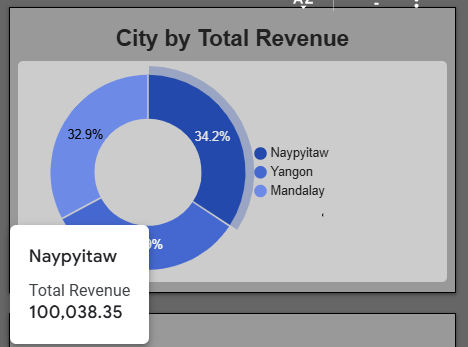 City by Total Revenue
32.9%
34.2%
Naypyitaw
Yangon
Mandalay
Naypyitaw
Total Revenue
100,038.35